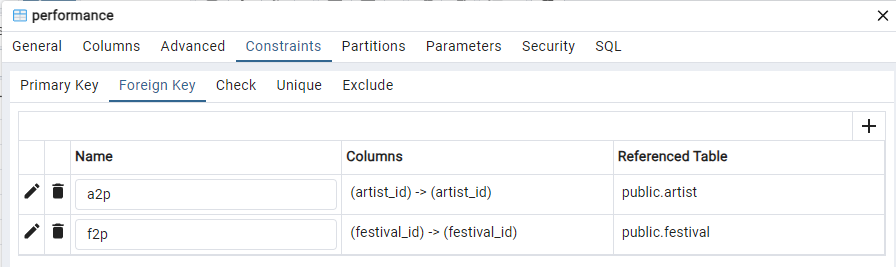 performance
General Columns Advanced Constraints Partitions Parameters Security SQL
Primary Key Foreign Key Check Unique Exclude
Name Columns Referenced Table
a2p (artist_id) -> (artist_id) public.artist
f2p (festival_id) -> (festival_id) public.festival